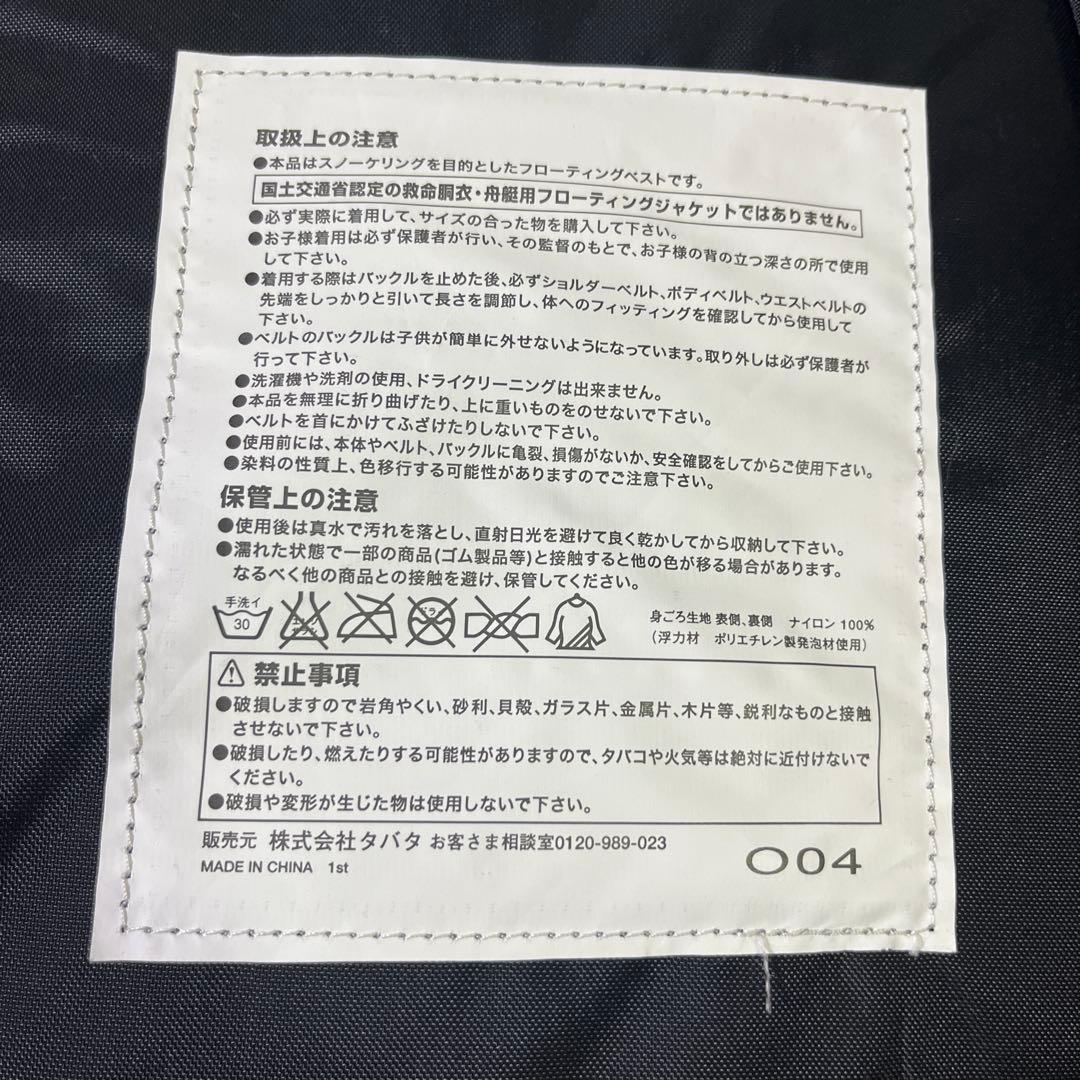 取扱上の注意
●本品はスノーケリングを目的としたフローティングベストです。
国土交通省認定の救命胴衣・舟艇用フローティングジャケットではありません。
●必ず実際に着用して、サイズの合った物を購入して下さい。
●お子様着用は必ず保護者が行い、その監督のもとで、お子様の背の立つ深さの所で使用
して下さい。
●着用する際はバックルを止めた後、必ずショルダーベルト、ボディベルト、ウエストベルトの
先端をしっかりと引いて長さを調節し、体へのフィッティングを確認してから使用して
下さい。
●ベルトのバックルは子供が簡単に外せないようになっています。取り外しは必ず保護者が
行って下さい。
●洗濯機や洗剤の使用、ドライクリーニングは出来ません。
●本品を無理に折り曲げたり、上に重いものをのせないで下さい。
●ベルトを首にかけてふざけたりしないで下さい。
●使用前には、本体やベルト、バックルに亀裂、損傷がないか、安全確認をしてからご使用下さい。
●染料の性質上、色移行する可能性がありますのでご注意下さい。
保管上の注意
●使用後は真水で汚れを落とし、直射日光を避けて良く乾かしてから収納して下さい。
●濡れた状態で一部の商品(ゴム製品等)と接触すると他の色が移る場合があります。
なるべく他の商品との接触を避け、保管してください。
手洗イ
30
エンソサラシ
ドライ
身ごろ生地 表側、裏側 ナイロン 100%
(浮力材 ポリエチレン製発泡材使用)
禁止事項
●破損しますので岩角やくい、砂利、貝殻、ガラス片、金属片、木片等、鋭利なものと接触
させないで下さい。
●破損したり、燃えたりする可能性がありますので、タバコや火気等は絶対に近付けないで
ください。
●破損や変形が生じた物は使用しないで下さい。
販売元 株式会社タバタ お客さま相談室0120-989-023
MADE IN CHINA 1st
O04